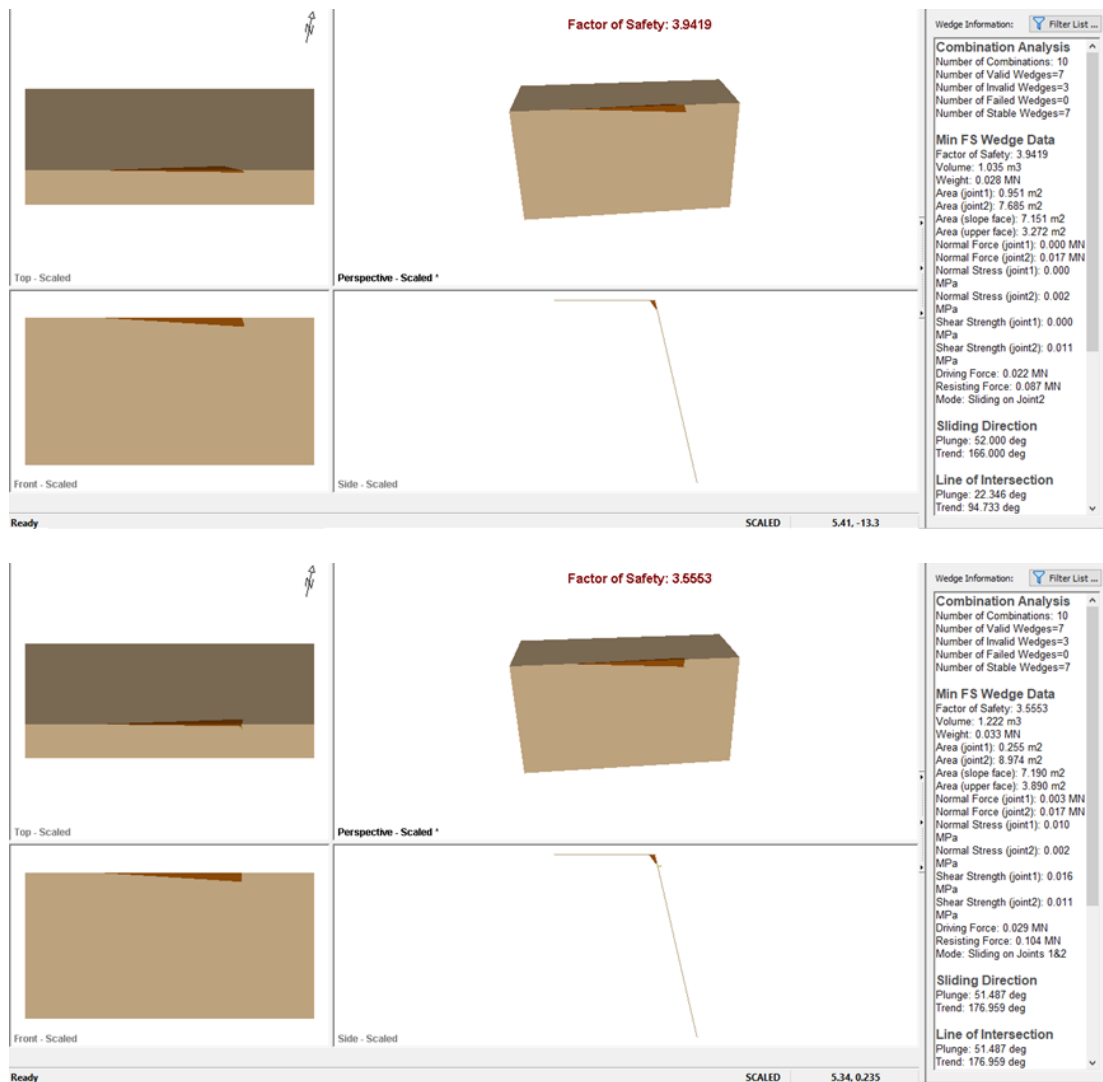 N
Factor of Safety: 3.9419
Top - Scaled
Perspective - Scaled *
Front - Scaled
Side - Scaled
Ready
SCALED
5.41, -13.3
Wedge Information:
Filter List ...
Combination Analysis
Number of Combinations: 10
Number of Valid Wedges=7
Number of Invalid Wedges=3
Number of Failed Wedges=0
Number of Stable Wedges=7
Min FS Wedge Data
Factor of Safety: 3.9419
Volume: 1.035 m3
Weight: 0.028 MN
Area (joint1): 0.951 m2
Area (joint2): 7.685 m2
Area (slope face): 7.151 m2
Area (upper face): 3.272 m2
Normal Force (joint1): 0.000 MN
Normal Force (joint2): 0.017 MN
Normal Stress (joint1): 0.000
MPa
Normal Stress (joint2): 0.002
MPa
Shear Strength (joint1): 0.000
MPa
Shear Strength (joint2): 0.011
MPa
Driving Force: 0.022 MN
Resisting Force: 0.087 MN
Mode: Sliding on Joint2
Sliding Direction
Plunge: 52.000 deg
Trend: 166.000 deg
Line of Intersection
Plunge: 22.346 deg
Trend: 94.733 deg
N
Factor of Safety: 3.5553
Top - Scaled
Perspective - Scaled *
Front - Scaled
Side - Scaled
Ready
SCALED
5.34, 0.235
Wedge Information:
Filter List ...
Combination Analysis
Number of Combinations: 10
Number of Valid Wedges=7
Number of Invalid Wedges=3
Number of Failed Wedges=0
Number of Stable Wedges=7
Min FS Wedge Data
Factor of Safety: 3.5553
Volume: 1.222 m3
Weight: 0.033 MN
Area (joint1): 0.255 m2
Area (joint2): 8.974 m2
Area (slope face): 7.190 m2
Area (upper face): 3.890 m2
Normal Force (joint1): 0.003 MN
Normal Force (joint2): 0.017 MN
Normal Stress (joint1): 0.010
MPa
Normal Stress (joint2): 0.002
MPa
Shear Strength (joint1): 0.016
MPa
Shear Strength (joint2): 0.011
MPa
Driving Force: 0.029 MN
Resisting Force: 0.104 MN
Mode: Sliding on Joints 1&2
Sliding Direction
Plunge: 51.487 deg
Trend: 176.959 deg
Line of Intersection
Plunge: 51.487 deg
Trend: 176.959 deg